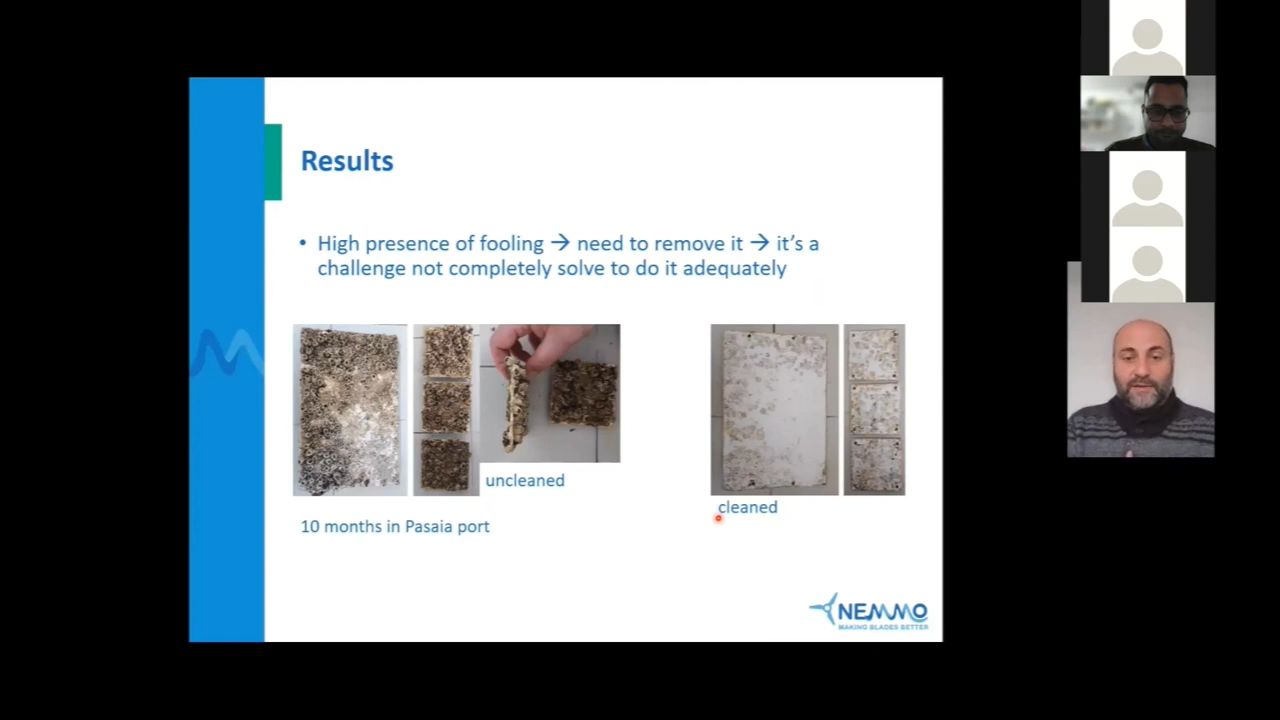 Results
• High presence of fooling → need to remove it → it's a
challenge not completely solve to do it adequately
uncleaned
cleaned
10 months in Pasaia port
NEMMO
MAKING BLADES BETTER